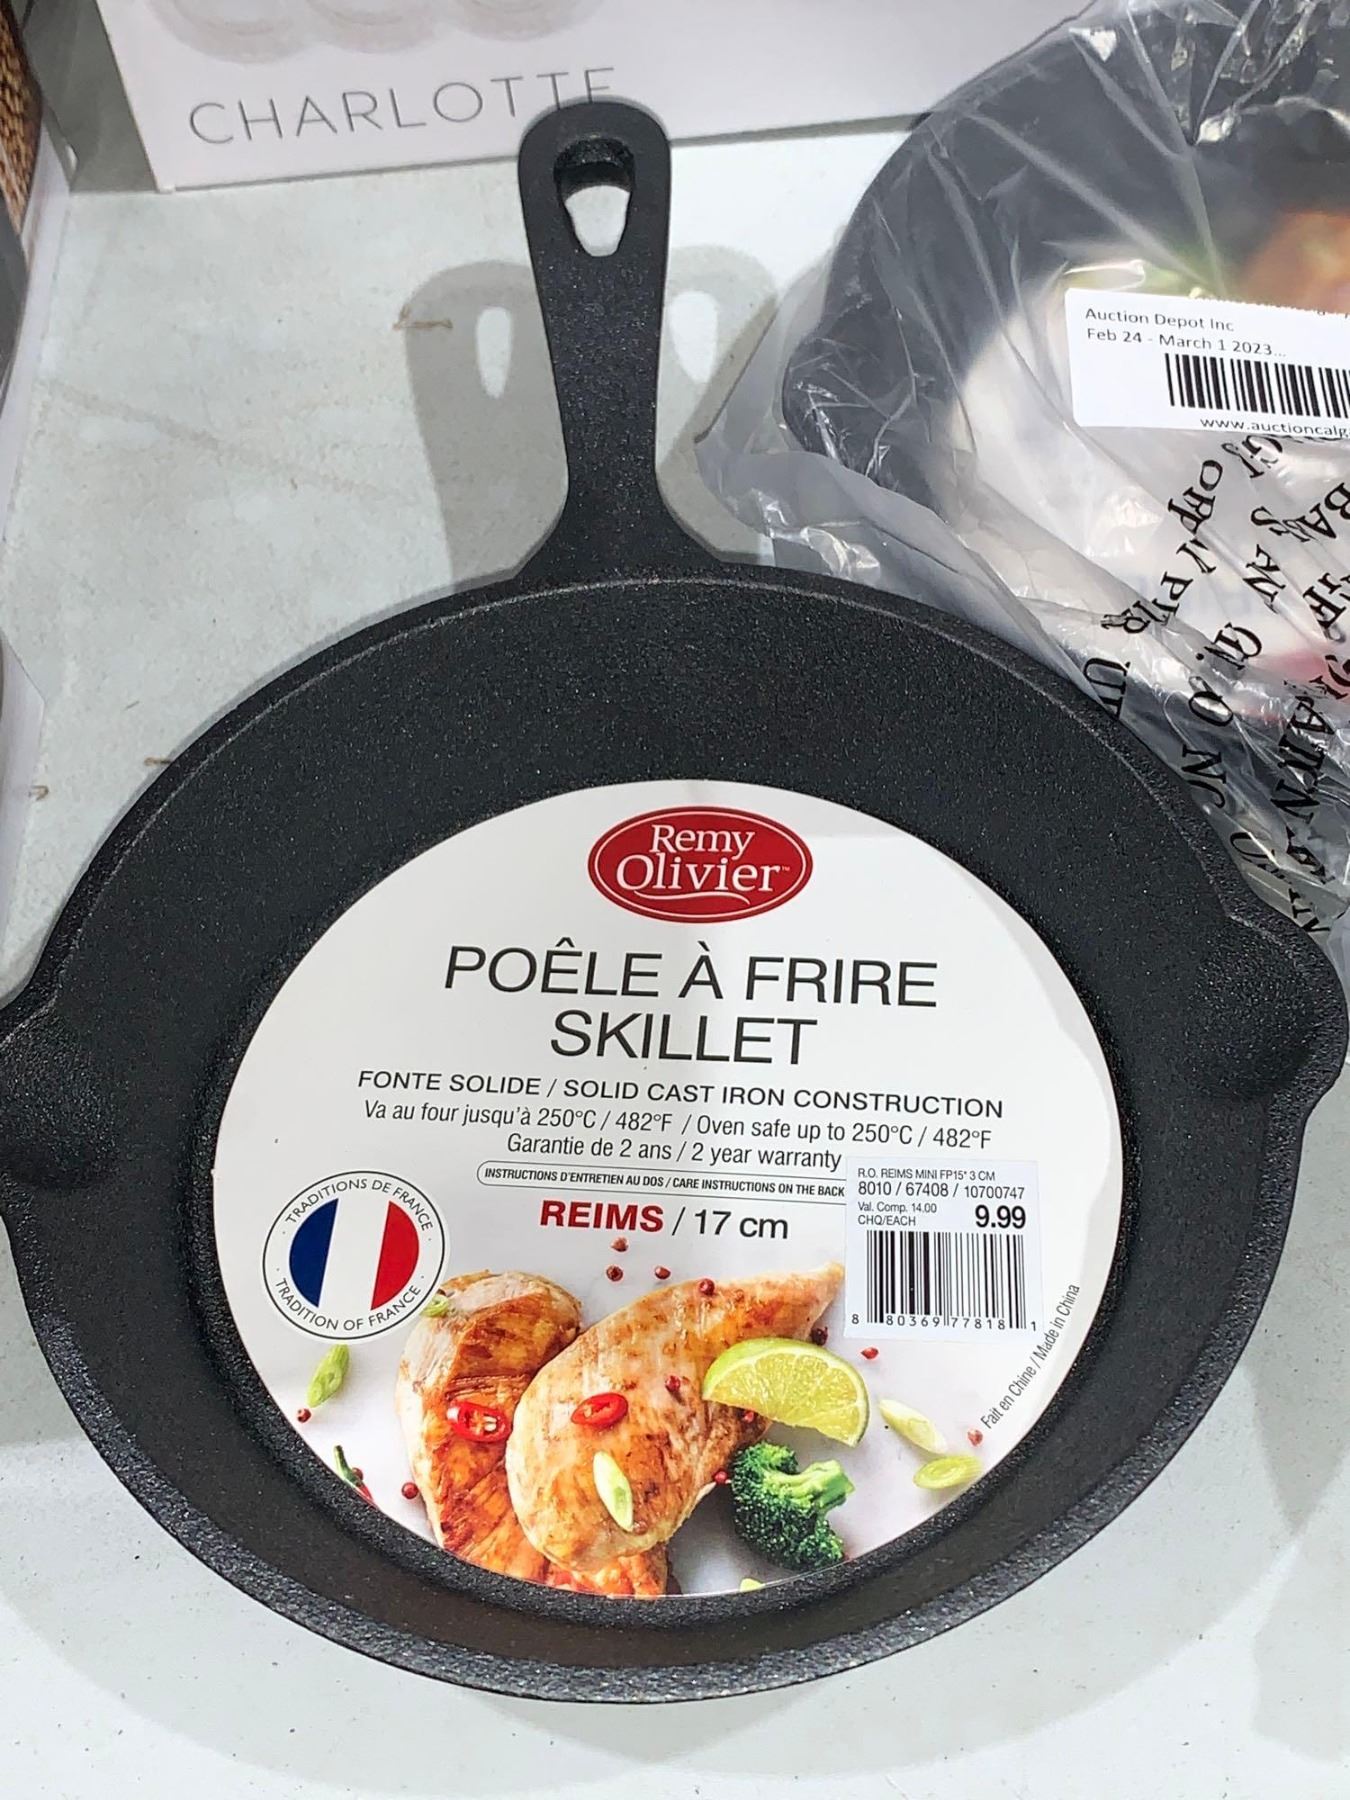 CHARLOTTE
Auction Depot Inc
Feb 24 - March 1 2023...
www.auctioncalg
Remy
Olivier™
POÊLE À FRIRE
SKILLET
FONTE SOLIDE / SOLID CAST IRON CONSTRUCTION
Va au four jusqu'à 250°C / 482°F / Oven safe up to 250°C / 482°F
Garantie de 2 ans / 2 year warranty
INSTRUCTIONS D'ENTRETIEN AU DOS / CARE INSTRUCTIONS ON THE BACK
REIMS / 17 cm
TRADITIONS DE FRANCE
TRADITION OF FRANCE
R.O. REIMS MINI FP15* 3 CM
8010 / 67408 / 10700747
Val. Comp. 14.00
CHQ/EACH 9.99
8 80369 77818 1
Fait en Chine / Made in China